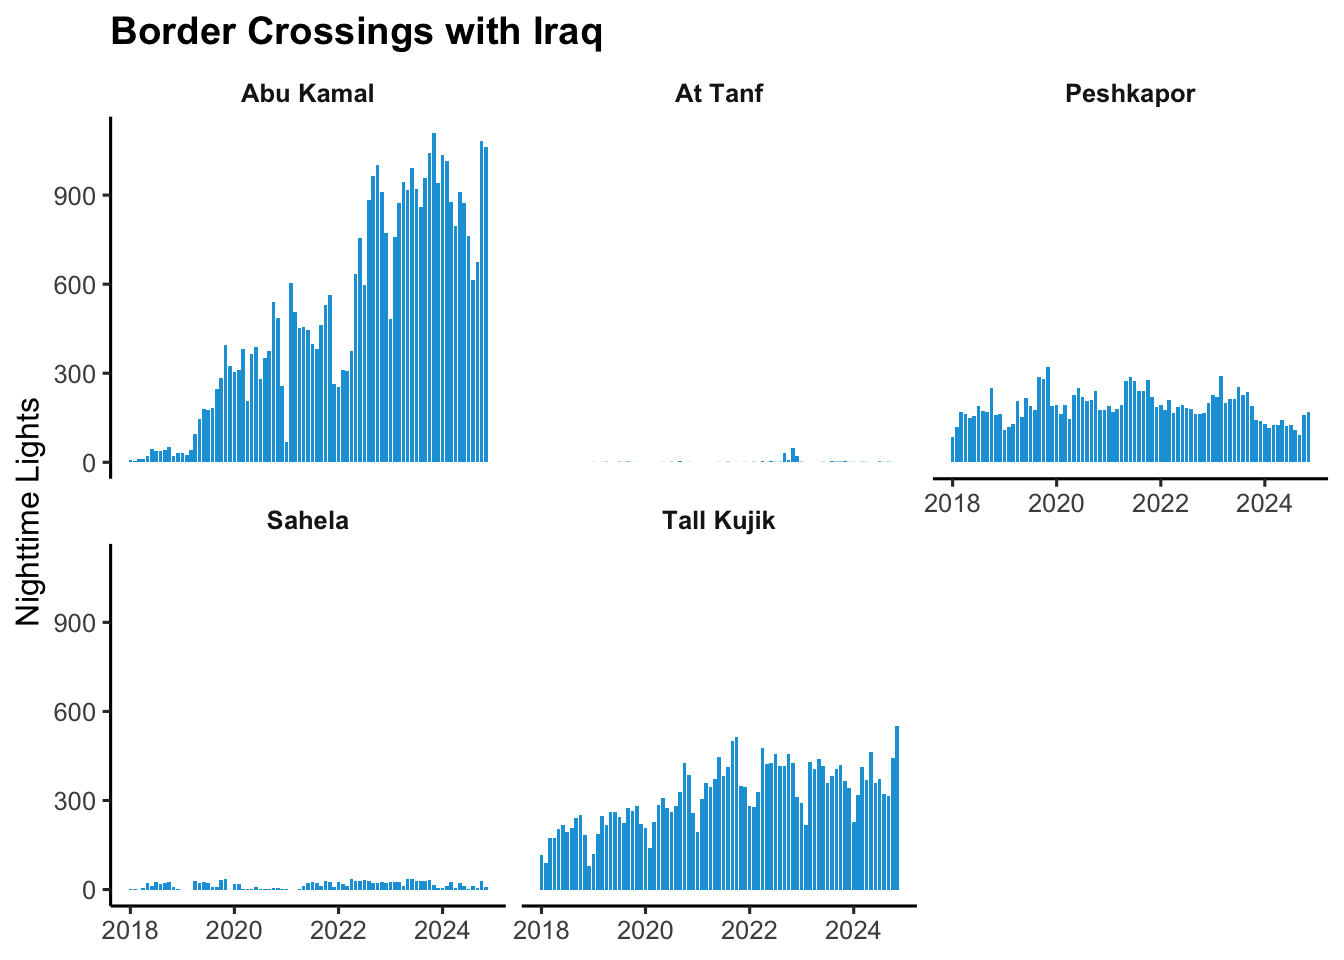 Border Crossings with Iraq
Abu Kamal
At Tanf
Peshkapor
900
600
300
0
2018 2020 2022 2024
Sahela
Tall Kujik
900
600
300
0
2018 2020 2022 2024
2018 2020 2022 2024
Nighttime Lights